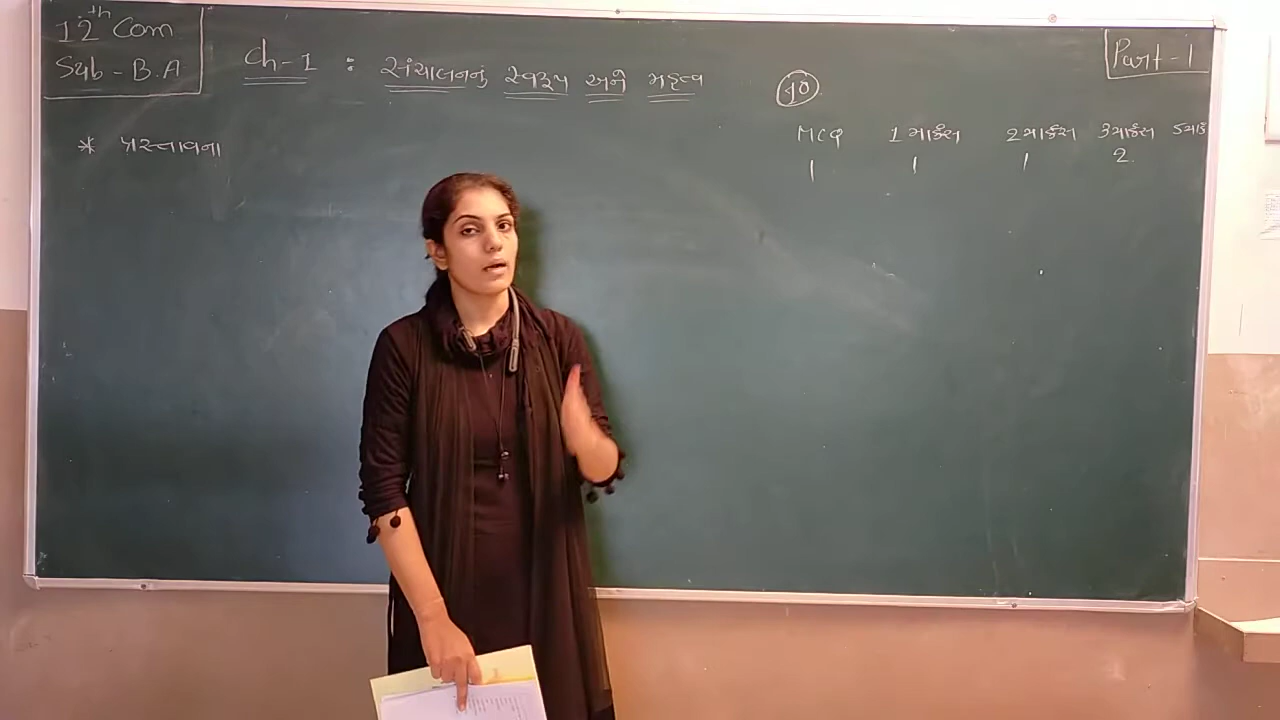 12th Com
Sub - B.A
Ch-1 : સંચાલનનું સ્વરૂપ અને મહત્વ
10
Part - 1
* પ્રસ્તાવના
MCQ 1 માર્કસ 2 માર્કસ 3 માર્કસ 5 માર્ક
1 1 1 2